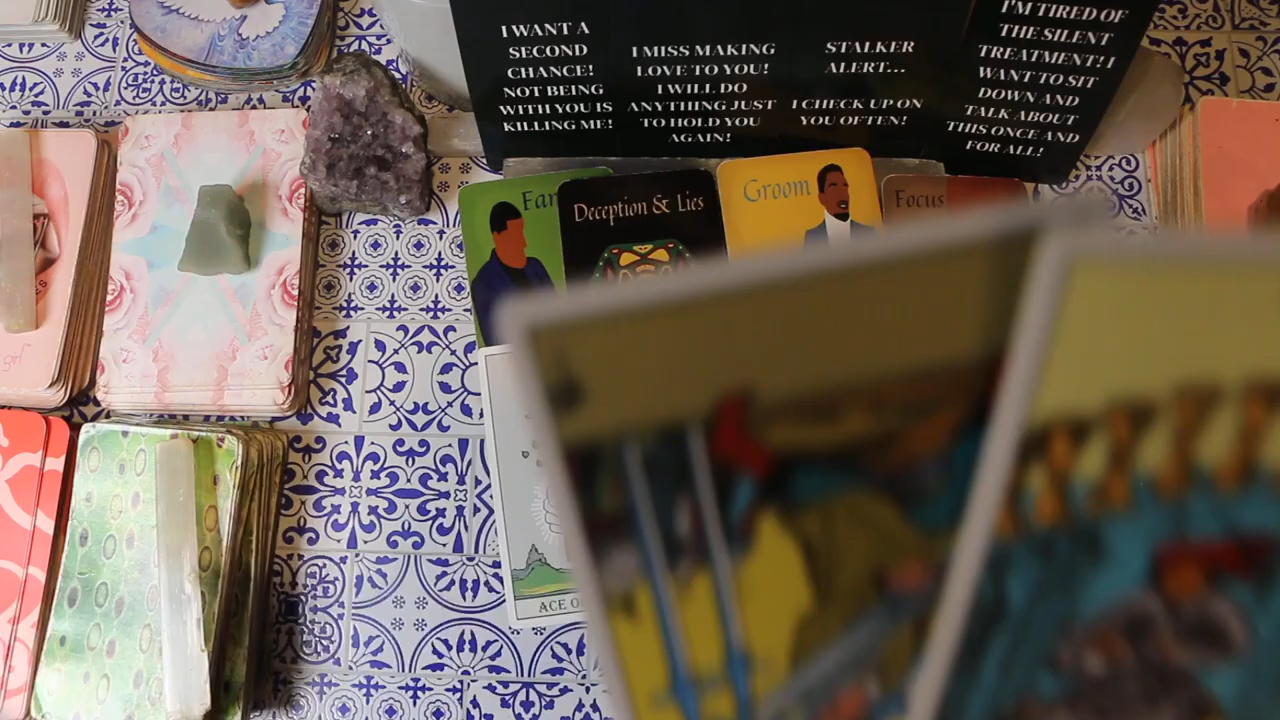 I WANT A
SECOND
CHANCE!
NOT BEING
WITH YOU IS
KILLING ME!
I MISS MAKING
LOVE TO YOU!
I WILL DO
ANYTHING JUST
TO HOLD YOU
AGAIN!
STALKER
ALERT...
I CHECK UP ON
YOU OFTEN!
I'M TIRED OF
THE SILENT
TREATMENT! I
WANT TO SIT
DOWN AND
TALK ABOUT
THIS ONCE AND
FOR ALL!
Deception & Lies
Groom
Focus
ACE
girl